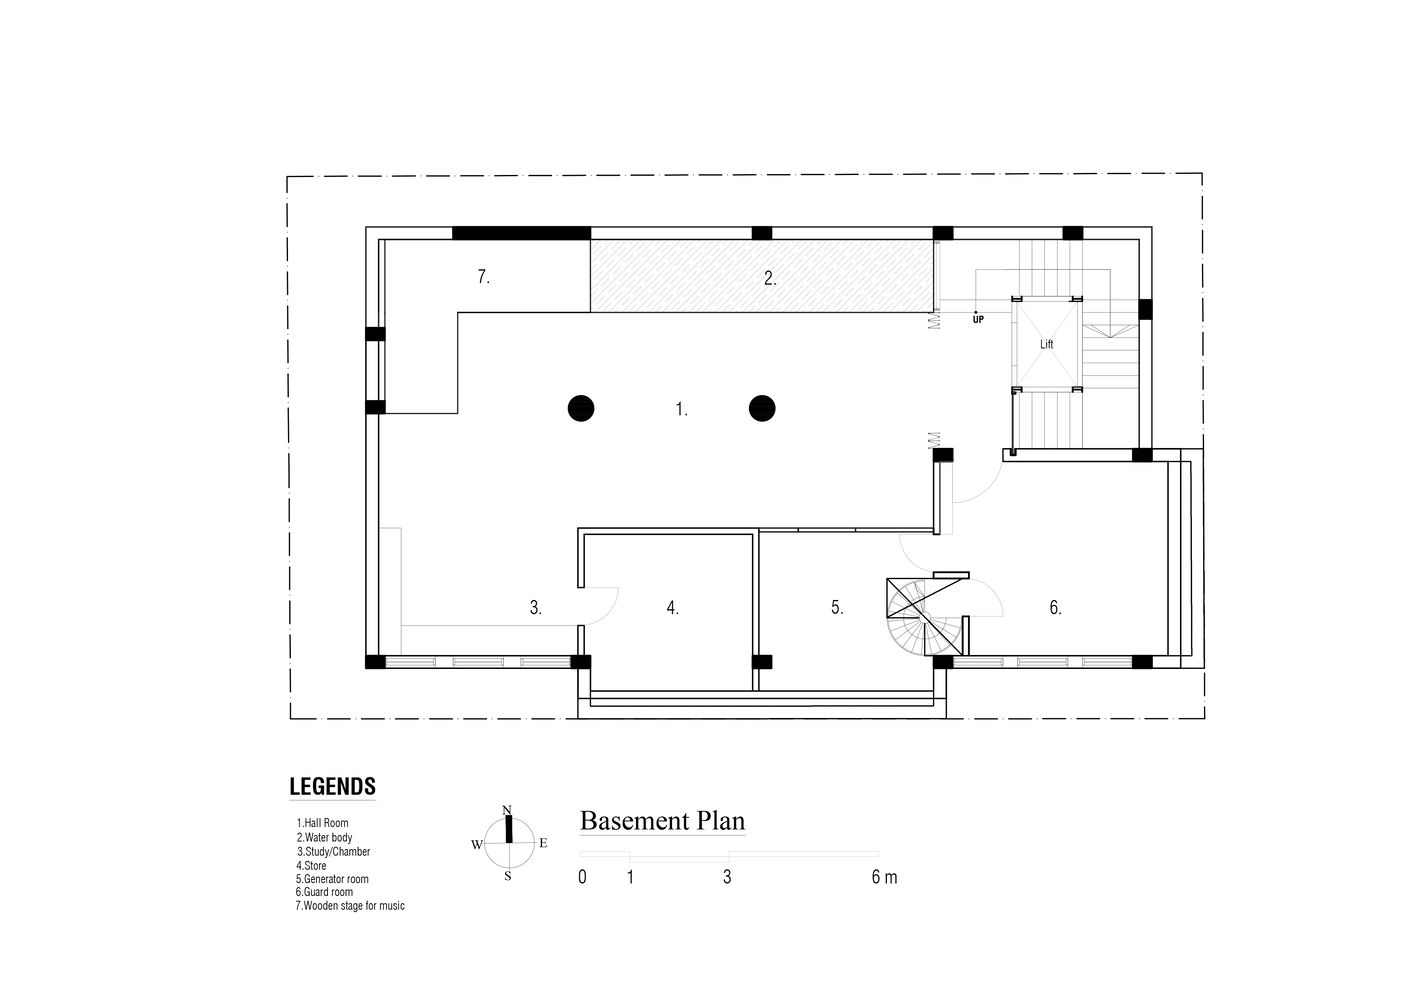 7.
2.
UP
Lift
1.
3.
4.
5.
6.
LEGENDS
1.Hall Room
2.Water body
3.Study/Chamber
4.Store
5.Generator room
6.Guard room
7.Wooden stage for music
N
W
E
S
Basement Plan
0 1 3 6 m